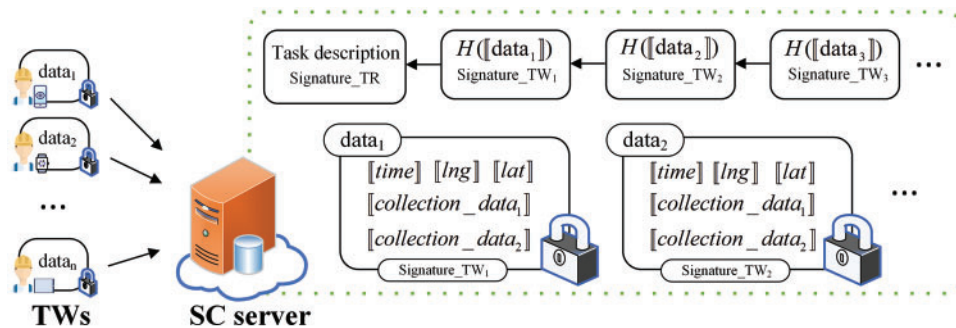 data₁
data₂
...
dataₙ
TWs
SC server
Task description
Signature_TR
H(⟦data₁⟧)
Signature_TW₁
H(⟦data₂⟧)
Signature_TW₂
H(⟦data₃⟧)
Signature_TW₃
...
data₁
⟦time⟧ ⟦lng⟧ ⟦lat⟧
⟦collection_data₁⟧
⟦collection_data₂⟧
Signature_TW₁
data₂
⟦time⟧ ⟦lng⟧ ⟦lat⟧
⟦collection_data₁⟧
⟦collection_data₂⟧
Signature_TW₂
...